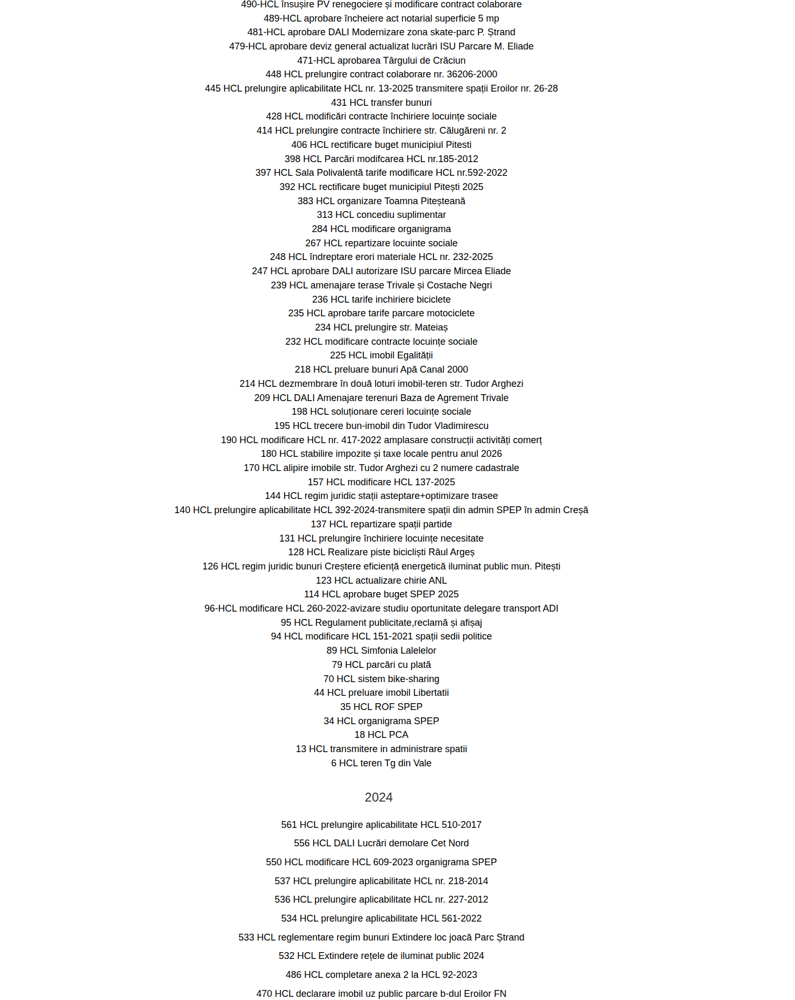 490-HCL însușire PV renegociere și modificare contract colaborare
489-HCL aprobare încheiere act notarial superficie 5 mp
481-HCL aprobare DALI Modernizare zona skate-parc P. Ștrand
479-HCL aprobare deviz general actualizat lucrări ISU Parcare M. Eliade
471-HCL aprobarea Târgului de Crăciun
448 HCL prelungire contract colaborare nr. 36206-2000
445 HCL prelungire aplicabilitate HCL nr. 13-2025 transmitere spații Eroilor nr. 26-28
431 HCL transfer bunuri
428 HCL modificări contracte închiriere locuințe sociale
414 HCL prelungire contracte închiriere str. Călugăreni nr. 2
406 HCL rectificare buget municipiul Pitesti
398 HCL Parcări modifcarea HCL nr.185-2012
397 HCL Sala Polivalentă tarife modificare HCL nr.592-2022
392 HCL rectificare buget municipiul Pitești 2025
383 HCL organizare Toamna Piteșteană
313 HCL concediu suplimentar
284 HCL modificare organigrama
267 HCL repartizare locuinte sociale
248 HCL îndreptare erori materiale HCL nr. 232-2025
247 HCL aprobare DALI autorizare ISU parcare Mircea Eliade
239 HCL amenajare terase Trivale și Costache Negri
236 HCL tarife inchiriere biciclete
235 HCL aprobare tarife parcare motociclete
234 HCL prelungire str. Mateiaș
232 HCL modificare contracte locuințe sociale
225 HCL imobil Egalității
218 HCL preluare bunuri Apă Canal 2000
214 HCL dezmembrare în două loturi imobil-teren str. Tudor Arghezi
209 HCL DALI Amenajare terenuri Baza de Agrement Trivale
198 HCL soluționare cereri locuințe sociale
195 HCL trecere bun-imobil din Tudor Vladimirescu
190 HCL modificare HCL nr. 417-2022 amplasare construcții activități comerț
180 HCL stabilire impozite și taxe locale pentru anul 2026
170 HCL alipire imobile str. Tudor Arghezi cu 2 numere cadastrale
157 HCL modificare HCL 137-2025
144 HCL regim juridic stații asteptare+optimizare trasee
140 HCL prelungire aplicabilitate HCL 392-2024-transmitere spații din admin SPEP în admin Creșă
137 HCL repartizare spații partide
131 HCL prelungire închiriere locuințe necesitate
128 HCL Realizare piste bicicliști Râul Argeș
126 HCL regim juridic bunuri Creștere eficiență energetică iluminat public mun. Pitești
123 HCL actualizare chirie ANL
114 HCL aprobare buget SPEP 2025
96-HCL modificare HCL 260-2022-avizare studiu oportunitate delegare transport ADI
95 HCL Regulament publicitate,reclamă și afișaj
94 HCL modificare HCL 151-2021 spații sedii politice
89 HCL Simfonia Lalelelor
79 HCL parcări cu plată
70 HCL sistem bike-sharing
44 HCL preluare imobil Libertatii
35 HCL ROF SPEP
34 HCL organigrama SPEP
18 HCL PCA
13 HCL transmitere in administrare spatii
6 HCL teren Tg din Vale
2024
561 HCL prelungire aplicabilitate HCL 510-2017
556 HCL DALI Lucrări demolare Cet Nord
550 HCL modificare HCL 609-2023 organigrama SPEP
537 HCL prelungire aplicabilitate HCL nr. 218-2014
536 HCL prelungire aplicabilitate HCL nr. 227-2012
534 HCL prelungire aplicabilitate HCL 561-2022
533 HCL reglementare regim bunuri Extindere loc joacă Parc Ștrand
532 HCL Extindere rețele de iluminat public 2024
486 HCL completare anexa 2 la HCL 92-2023
470 HCL declarare imobil uz public parcare b-dul Eroilor FN